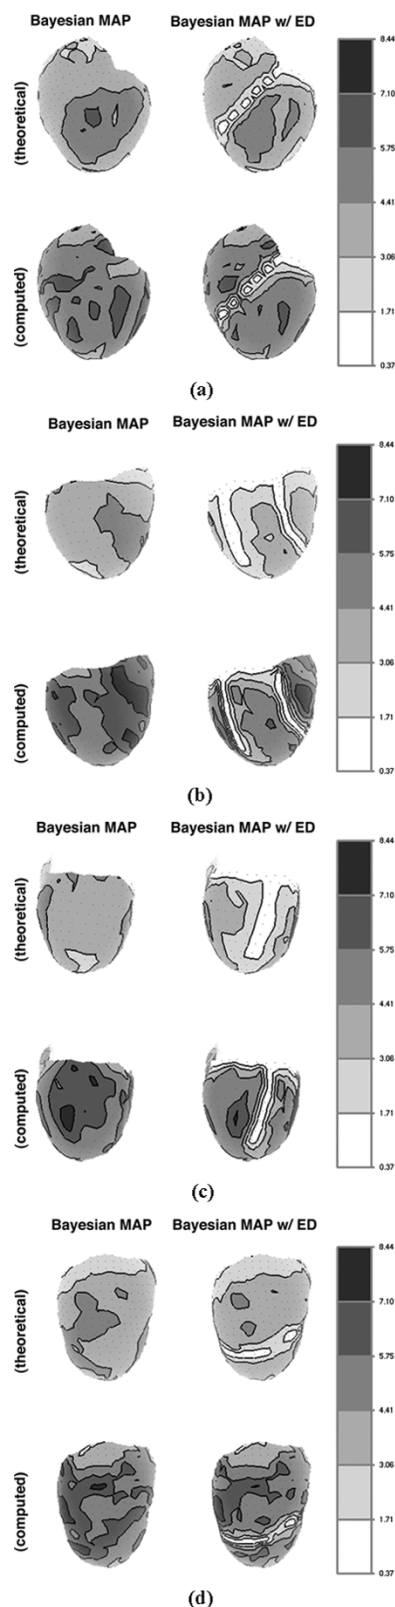 Bayesian MAP Bayesian MAP w/ ED
(theoretical)
(computed)
8.44
7.10
5.75
4.41
3.06
1.71
0.37
(a)
Bayesian MAP Bayesian MAP w/ ED
(theoretical)
(computed)
8.44
7.10
5.75
4.41
3.06
1.71
0.37
(b)
Bayesian MAP Bayesian MAP w/ ED
(theoretical)
(computed)
8.44
7.10
5.75
4.41
3.06
1.71
0.37
(c)
Bayesian MAP Bayesian MAP w/ ED
(theoretical)
(computed)
8.44
7.10
5.75
4.41
3.06
1.71
0.37
(d)